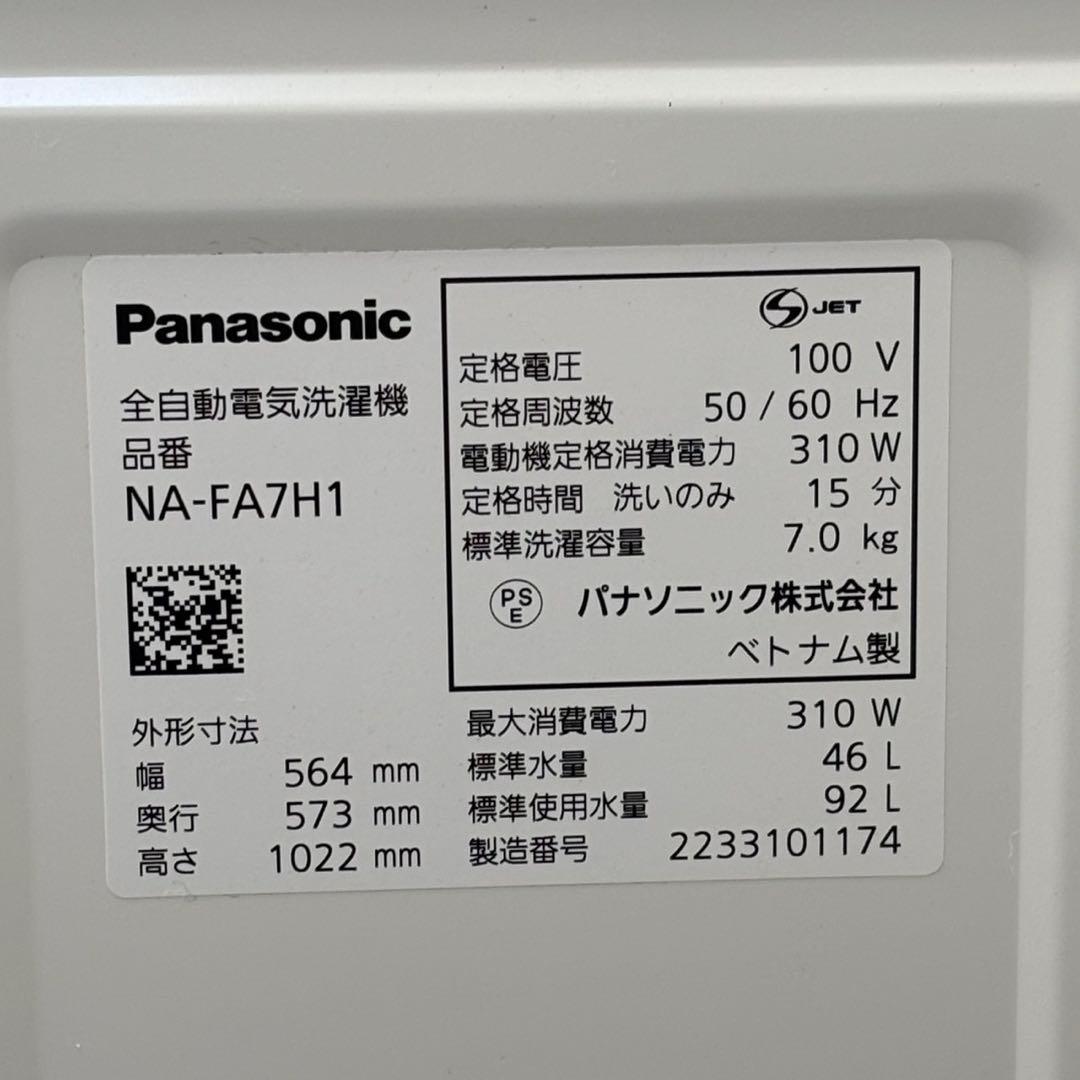 Panasonic
全自動電気洗濯機
品番
NA-FA7H1
JET
定格電圧 100 V
定格周波数 50 / 60 Hz
電動機定格消費電力 310 W
定格時間 洗いのみ 15 分
標準洗濯容量 7.0 kg
PS
E
パナソニック株式会社
ベトナム製
外形寸法
幅 564 mm
奥行 573 mm
高さ 1022 mm
最大消費電力 310 W
標準水量 46 L
標準使用水量 92 L
製造番号 2233101174